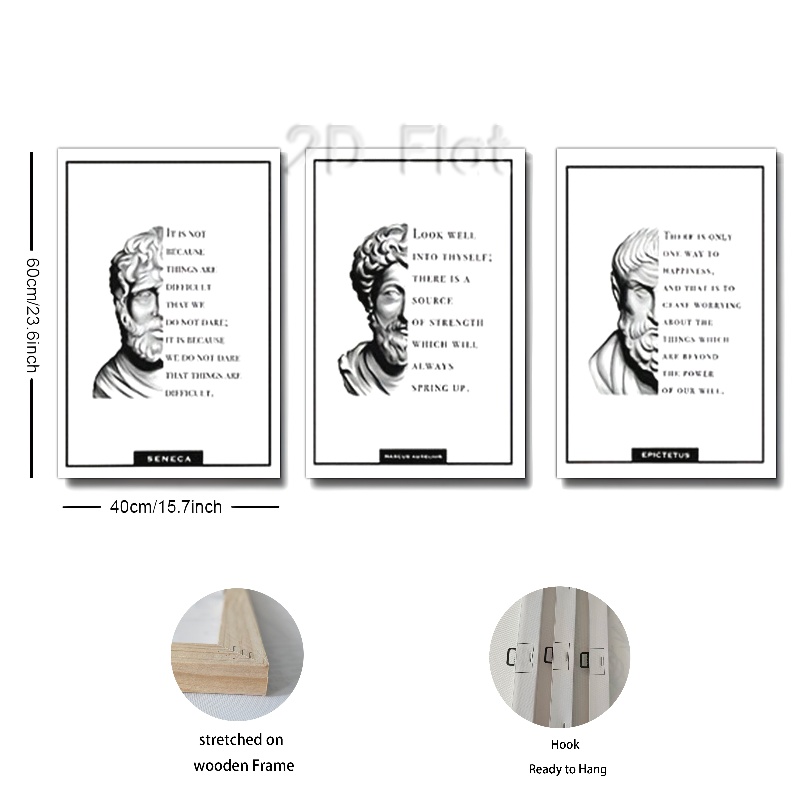 2D Flat
IT IS NOT
BECAUSE
THINGS ARE
DIFFICULT
THAT WE
DO NOT DARE;
IT IS BECAUSE
WE DO NOT DARE
THAT THINGS ARE
DIFFICULT.
SENECA
LOOK WELL
INTO THYSELF;
THERE IS A
SOURCE
OF STRENGTH
WHICH WILL
ALWAYS
SPRING UP.
MARCUS AURELIUS
THERE IS ONLY
ONE WAY TO
HAPPINESS,
AND THAT IS TO
CEASE WORRYING
ABOUT THE
THINGS WHICH
ARE BEYOND
THE POWER
OF OUR WILL.
EPICTETUS
60cm/23.6inch
40cm/15.7inch
stretched on
wooden Frame
Hook
Ready to Hang